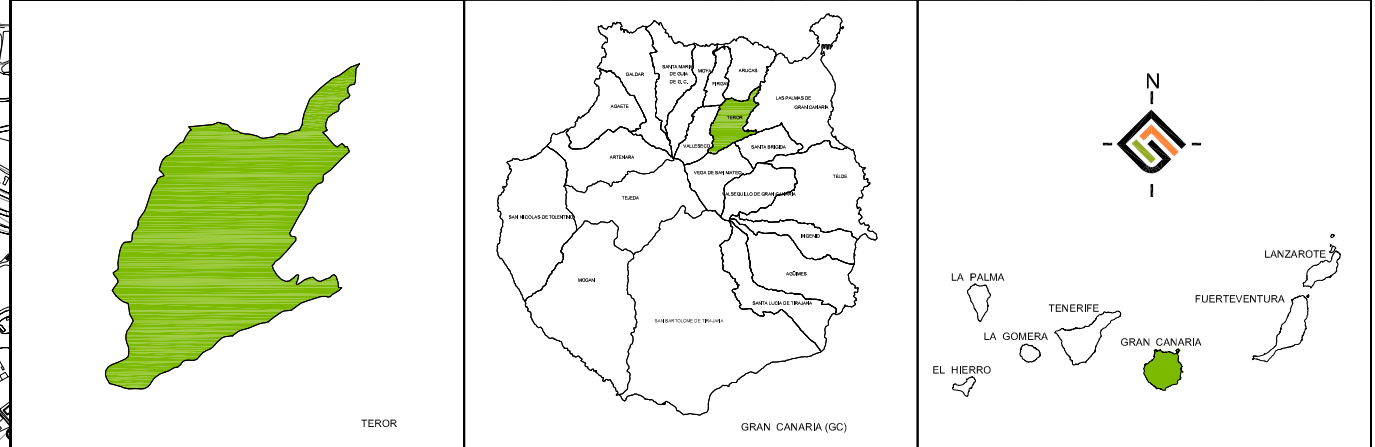 TEROR
GALDAR
SANTA MARIA
DE GUIA
DE G. C.
MOYA
FIRGAS
ARUCAS
LAS PALMAS DE
GRAN CANARIA
AGAETE
TEROR
VALLESECO
SANTA BRIGIDA
ARTENARA
VEGA DE SAN MATEO
TELDE
TEJEDA
VALSEQUILLO DE GRAN CANARIA
SAN NICOLAS DE TOLENTINO
INGENIO
MOGAN
AGÜIMES
SANTA LUCIA DE TIRAJANA
SAN BARTOLOME DE TIRAJANA
GRAN CANARIA (GC)
N
LANZAROTE
LA PALMA
FUERTEVENTURA
TENERIFE
LA GOMERA
GRAN CANARIA
EL HIERRO